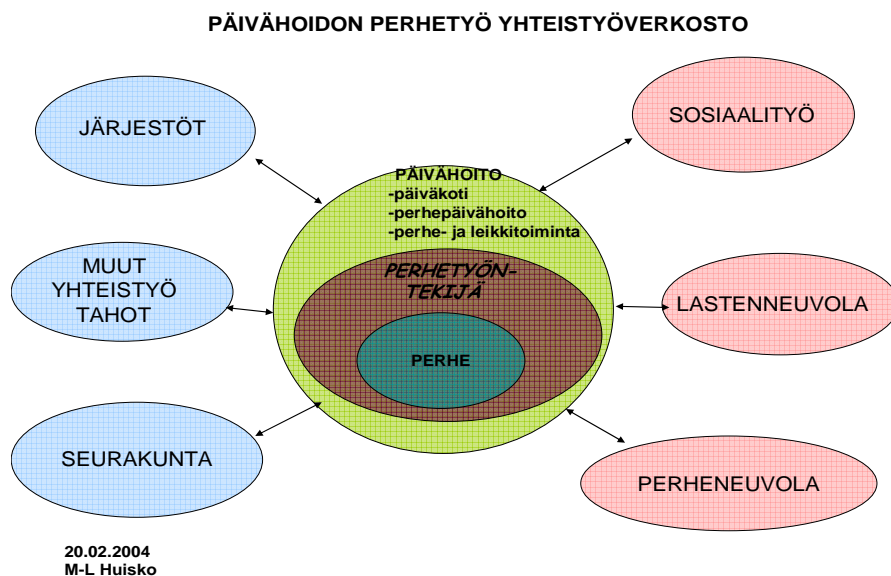 PÄIVÄHOIDON PERHETYÖ YHTEISTYÖVERKOSTO
JÄRJESTÖT
SOSIAALITYÖ
PÄIVÄHOITO
-päiväkoti
-perhepäivähoito
-perhe- ja leikkitoiminta
MUUT
YHTEISTYÖ
TAHOT
PERHETYÖN-
TEKIJÄ
LASTENNEUVOLA
PERHE
SEURAKUNTA
PERHENEUVOLA
20.02.2004
M-L Huisko